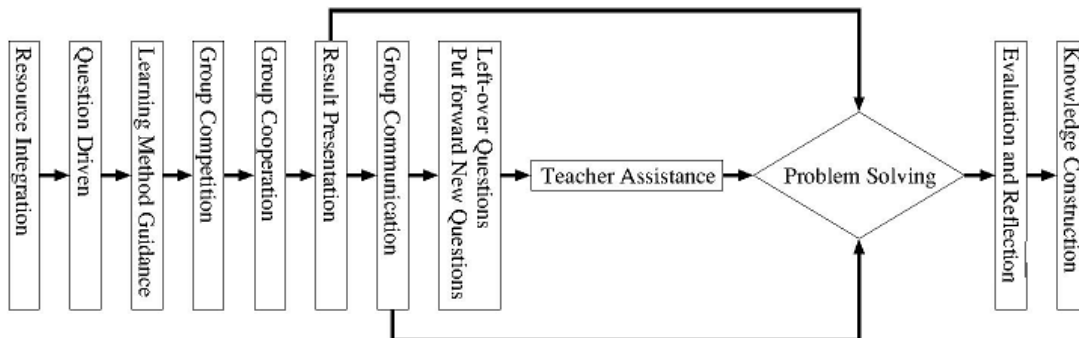 Resource Integration
Question Driven
Learning Method Guidance
Group Competition
Group Cooperation
Result Presentation
Group Communication
Left-over Questions
Put forward New Questions
Teacher Assistance
Problem Solving
Evaluation and Reflection
Knowledge Construction